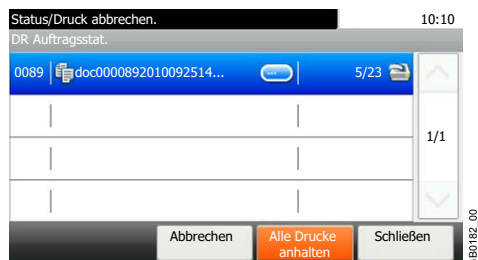 Status/Druck abbrechen. 10:10
DR Auftragsstat.
0089 doc0000892010092514... ... 5/23
1/1
Abbrechen Alle Drucke anhalten Schließen
B0182_00